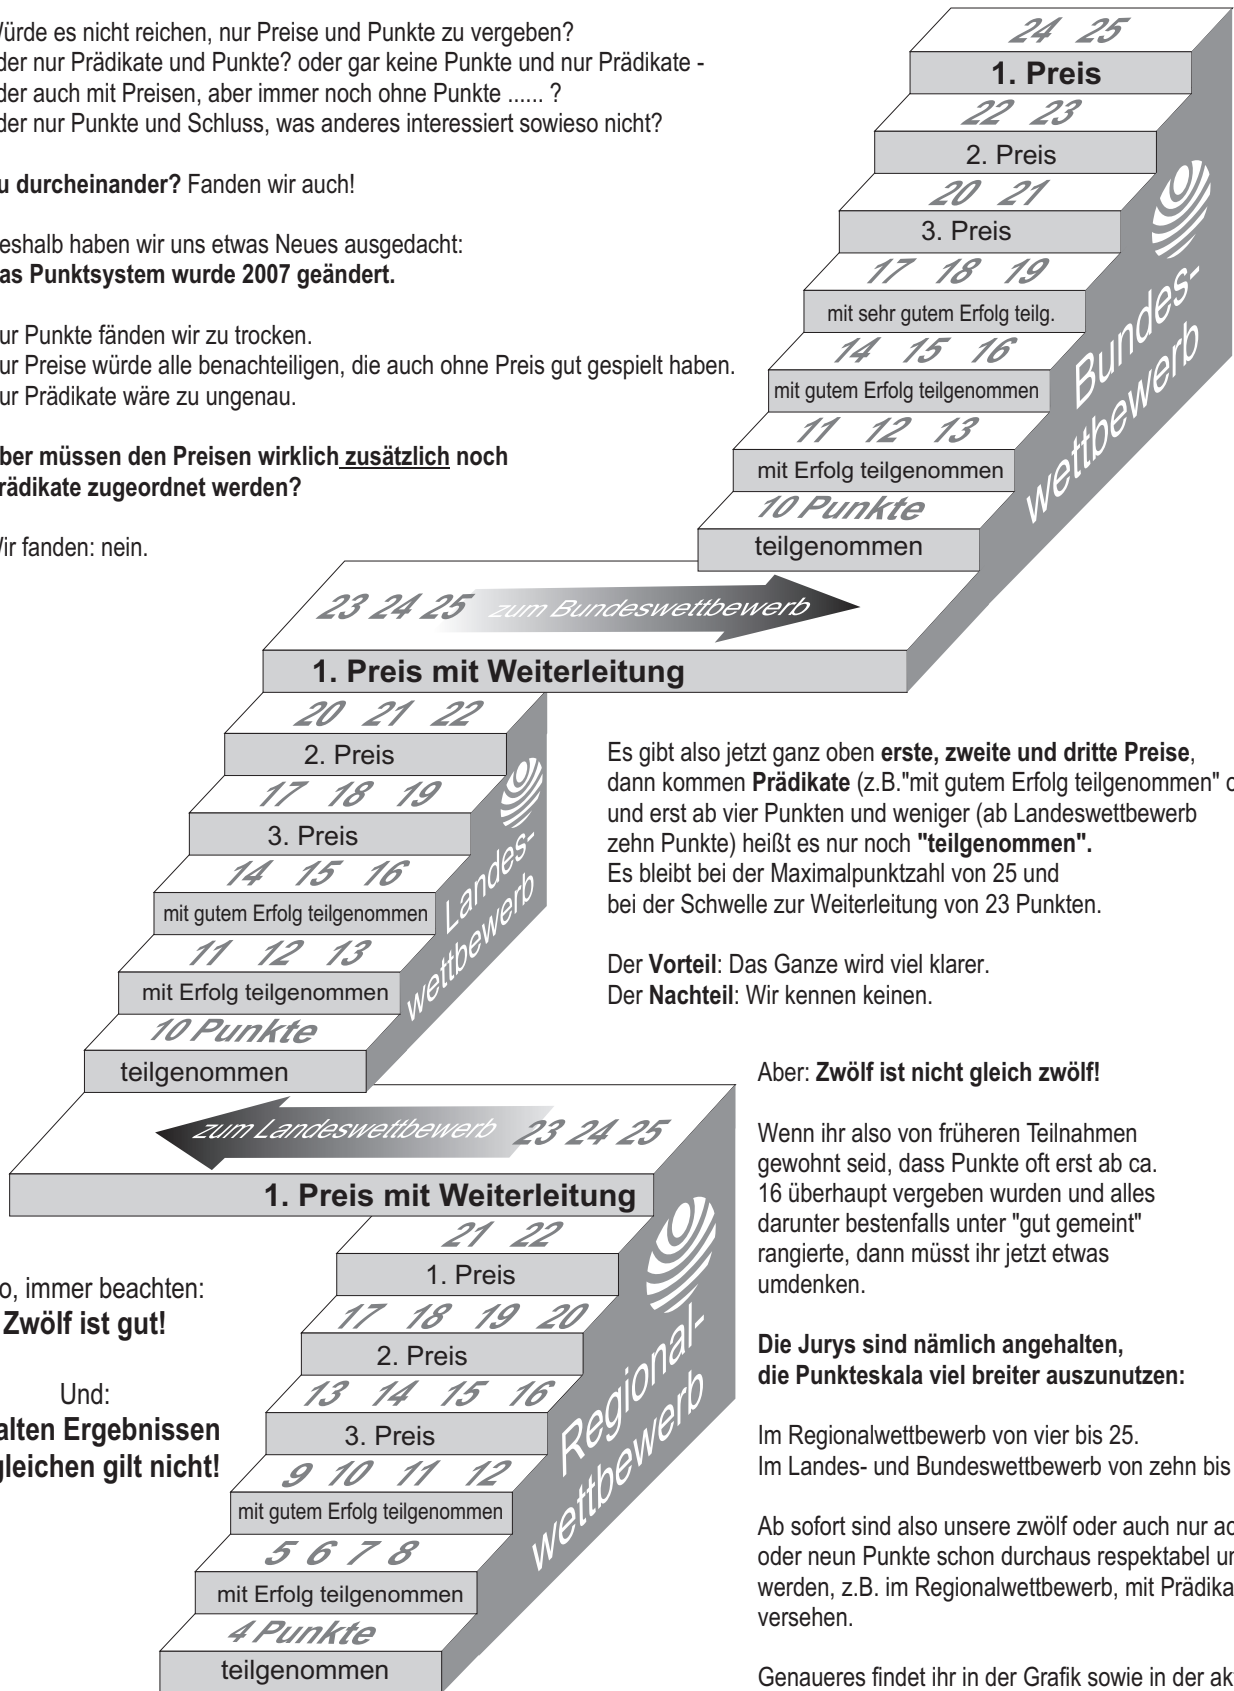 Würde es nicht reichen, nur Preise und Punkte zu vergeben?
der nur Prädikate und Punkte? oder gar keine Punkte und nur Prädikate -
der auch mit Preisen, aber immer noch ohne Punkte ...... ?
der nur Punkte und Schluss, was anderes interessiert sowieso nicht?
u durcheinander? Fanden wir auch!
eshalb haben wir uns etwas Neues ausgedacht:
as Punktsystem wurde 2007 geändert.
ur Punkte fänden wir zu trocken.
ur Preise würde alle benachteiligen, die auch ohne Preis gut gespielt haben.
ur Prädikate wäre zu ungenau.
ber müssen den Preisen wirklich zusätzlich noch
rädikate zugeordnet werden?
Wir fanden: nein.
24 25
1. Preis
22 23
2. Preis
20 21
3. Preis
17 18 19
mit sehr gutem Erfolg teilg.
14 15 16
mit gutem Erfolg teilgenommen
11 12 13
mit Erfolg teilgenommen
10 Punkte
teilgenommen
Bundes-
wettbewerb
23 24 25 zum Bundeswettbewerb
1. Preis mit Weiterleitung
20 21 22
2. Preis
17 18 19
3. Preis
14 15 16
mit gutem Erfolg teilgenommen
11 12 13
mit Erfolg teilgenommen
10 Punkte
teilgenommen
Landes-
wettbewerb
Es gibt also jetzt ganz oben erste, zweite und dritte Preise,
dann kommen Prädikate (z.B."mit gutem Erfolg teilgenommen"
und erst ab vier Punkten und weniger (ab Landeswettbewerb
zehn Punkte) heißt es nur noch "teilgenommen".
Es bleibt bei der Maximalpunktzahl von 25 und
bei der Schwelle zur Weiterleitung von 23 Punkten.
Der Vorteil: Das Ganze wird viel klarer.
Der Nachteil: Wir kennen keinen.
zum Landeswettbewerb 23 24 25
1. Preis mit Weiterleitung
21 22
1. Preis
17 18 19 20
2. Preis
13 14 15 16
3. Preis
9 10 11 12
mit gutem Erfolg teilgenommen
5 6 7 8
mit Erfolg teilgenommen
4 Punkte
teilgenommen
Regional-
wettbewerb
o, immer beachten:
Zwölf ist gut!
Und:
alten Ergebnissen
gleichen gilt nicht!
Aber: Zwölf ist nicht gleich zwölf!
Wenn ihr also von früheren Teilnahmen
gewohnt seid, dass Punkte oft erst ab ca.
16 überhaupt vergeben wurden und alles
darunter bestenfalls unter "gut gemeint"
rangierte, dann müsst ihr jetzt etwas
umdenken.
Die Jurys sind nämlich angehalten,
die Punkteskala viel breiter auszunutzen:
Im Regionalwettbewerb von vier bis 25.
Im Landes- und Bundeswettbewerb von zehn bis
Ab sofort sind also unsere zwölf oder auch nur
oder neun Punkte schon durchaus respektabel
werden, z.B. im Regionalwettbewerb, mit
versehen.
Genaueres findet ihr in der Grafik sowie in der